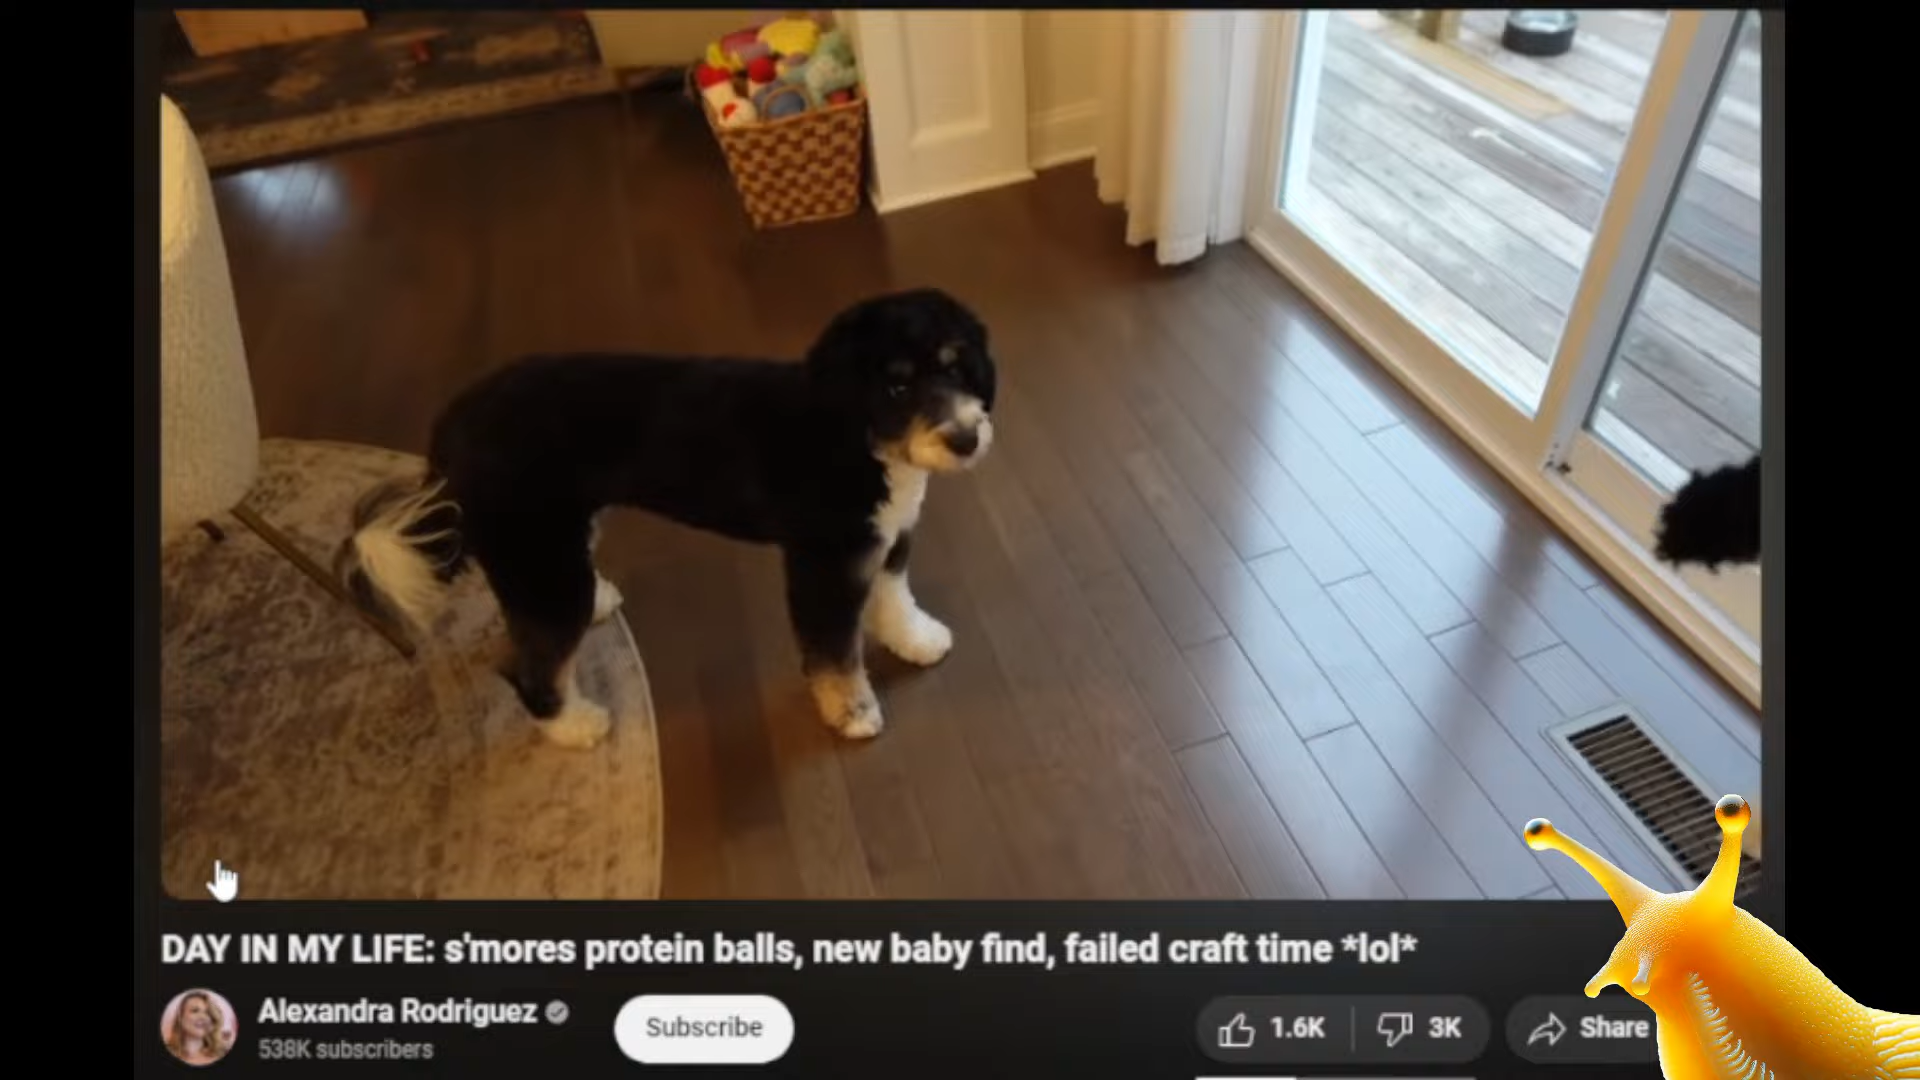 DAY IN MY LIFE: s'mores protein balls, new baby find, failed craft time *lol*
Alexandra Rodriguez
538K subscribers
Subscribe
1.6K
3K
Share